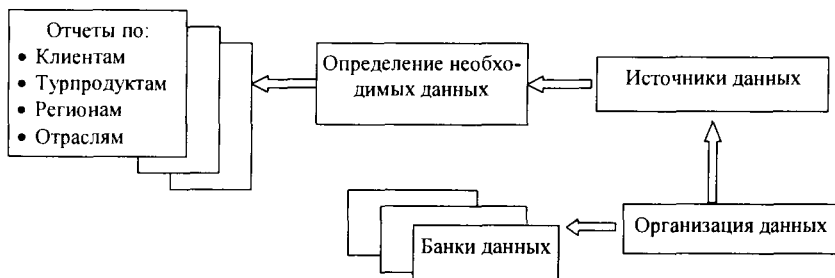 Отчеты по:
• Клиентам
• Турпродуктам
• Регионам
• Отраслям
Определение необхо-
димых данных
Источники данных
Банки данных
Организация данных